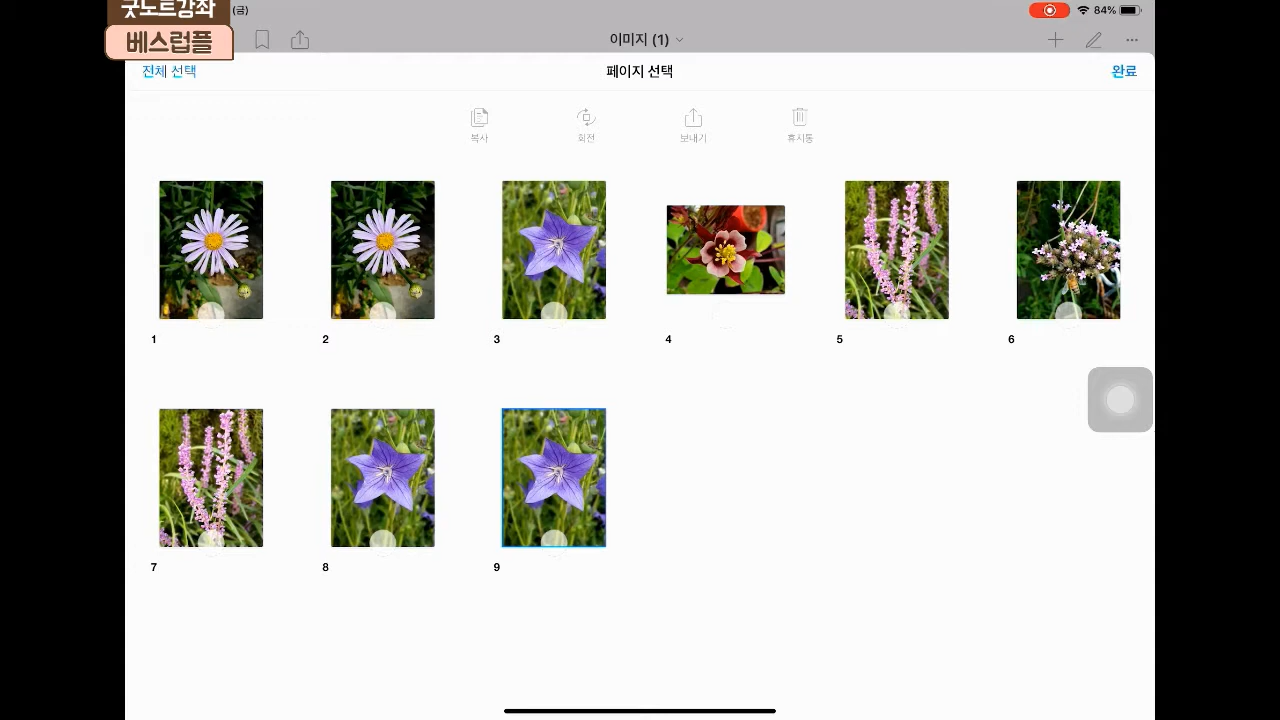 굿노트강좌
(금)
84%
베스럽플
이미지 (1)
전체 선택
페이지 선택
완료
복사
회전
보내기
휴지통
1
2
3
4
5
6
7
8
9